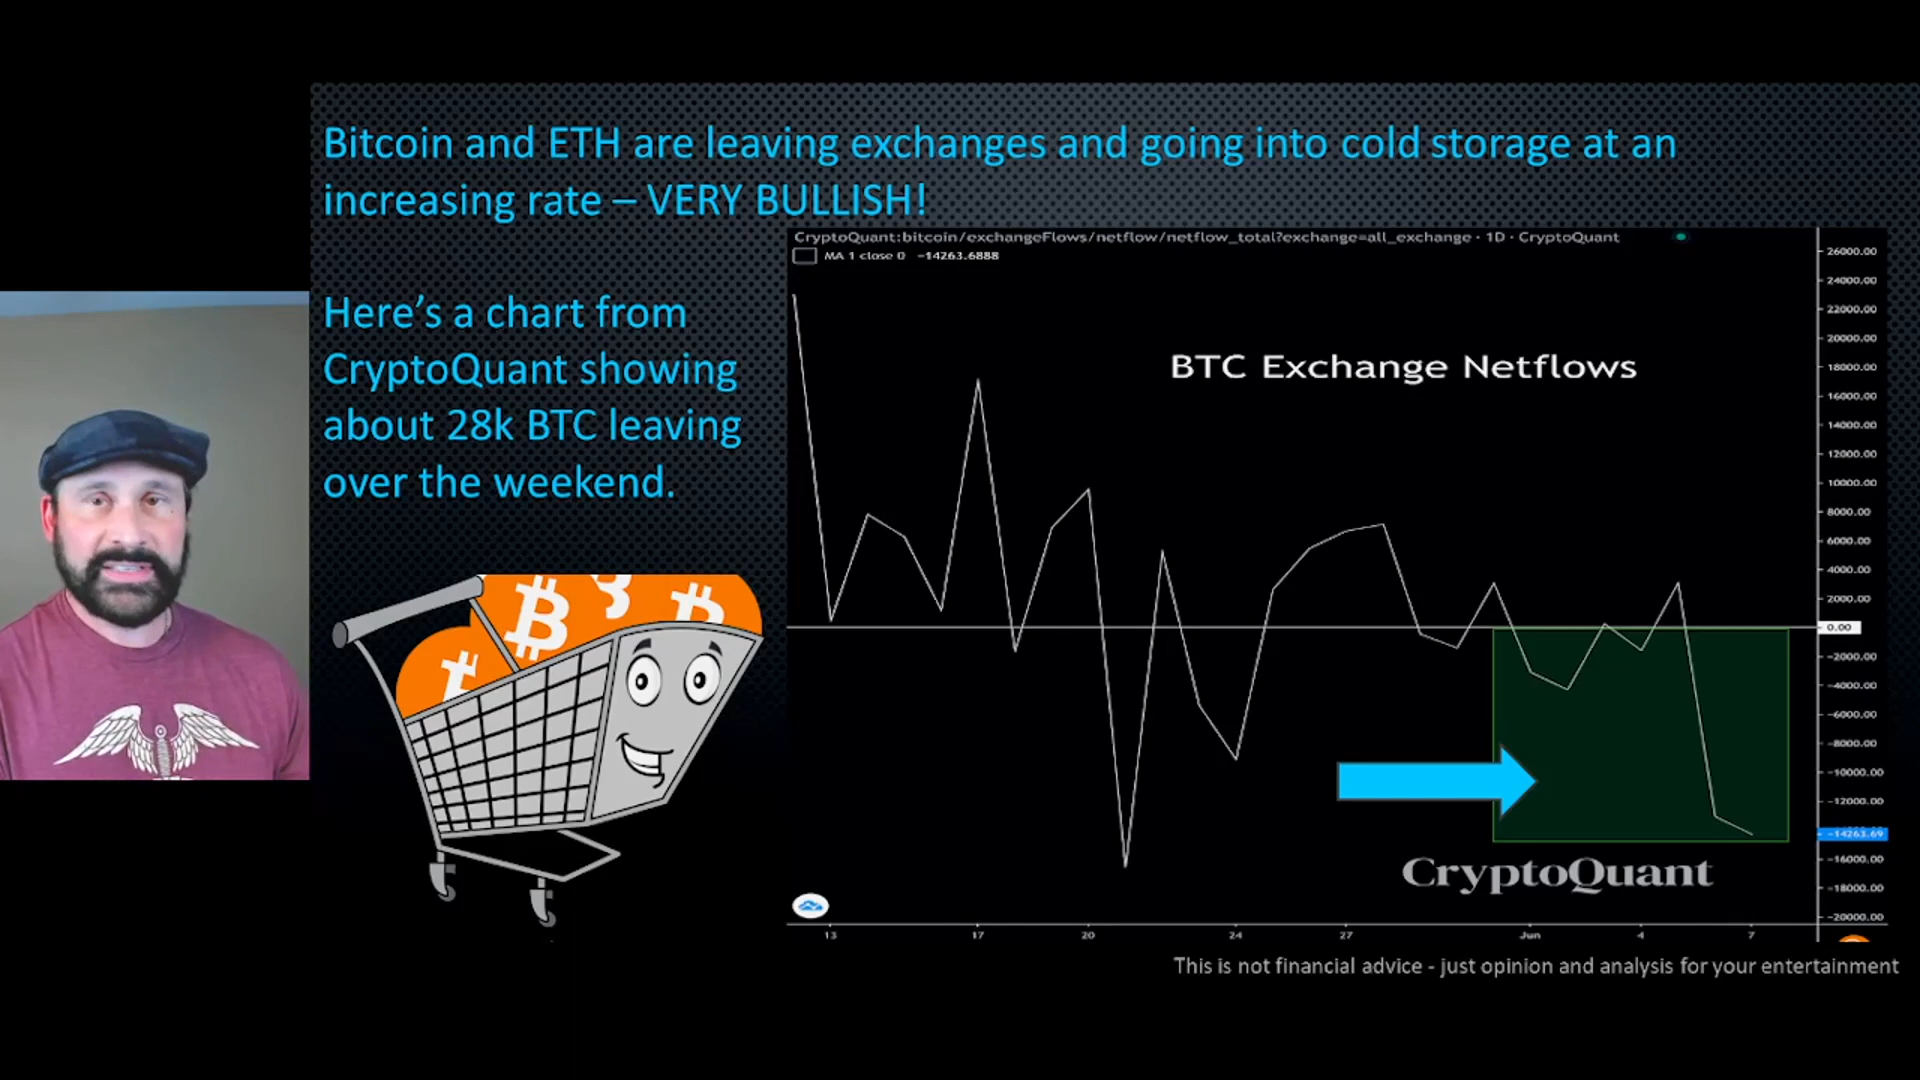 Bitcoin and ETH are leaving exchanges and going into cold storage at an
increasing rate – VERY BULLISH!
Here's a chart from
CryptoQuant showing
about 28k BTC leaving
over the weekend.
CryptoQuant:bitcoin/exchangeFlows/netflow/netflow_total?exchange=all_exchange · 1D · CryptoQuant
MA 1 close 0 −14263.6888
BTC Exchange Netflows
26000.00
24000.00
22000.00
20000.00
18000.00
16000.00
14000.00
12000.00
10000.00
8000.00
6000.00
4000.00
2000.00
0.00
−2000.00
−4000.00
−6000.00
−8000.00
−10000.00
−12000.00
−14263.69
−16000.00
−18000.00
−20000.00
CryptoQuant
13 17 20 24 27 Jun 4 7
This is not financial advice - just opinion and analysis for your entertainment